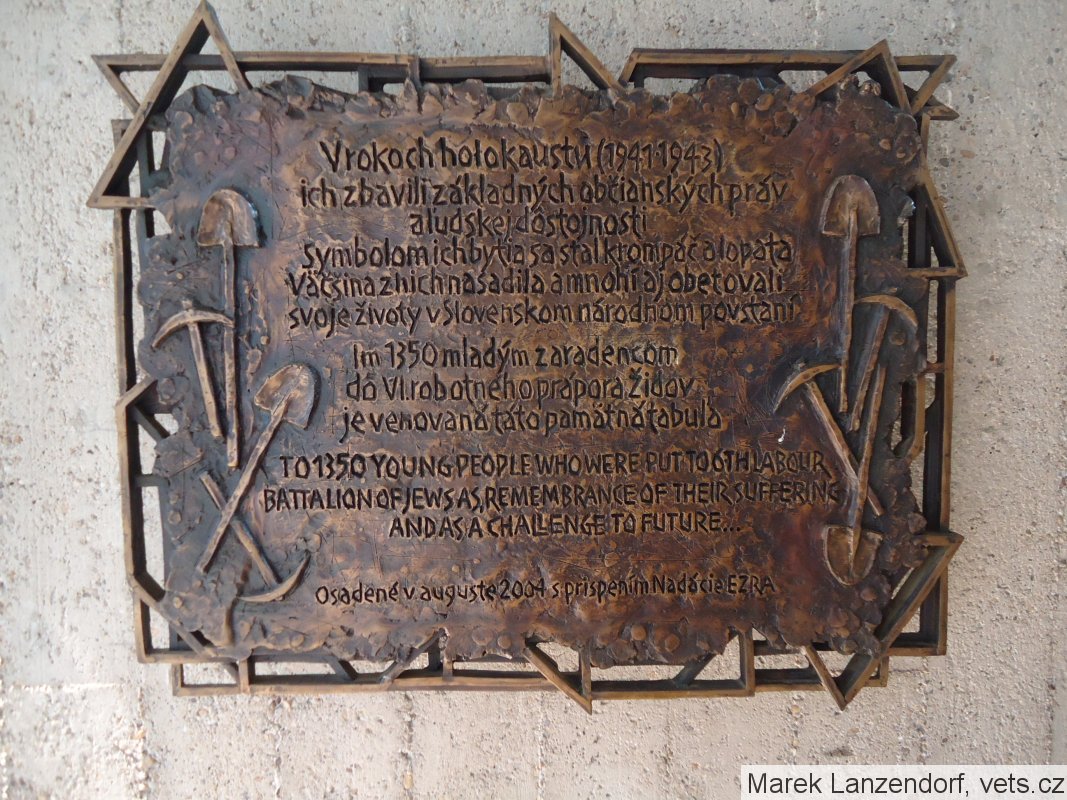 V rokoch holokaustu (1941-1943)
ich zbavili základných občianskych práv
a ľudskej dôstojnosti
Symbolom ich bytia sa stal krompáč a lopata
Väčšina z nich nasadila a mnohí aj obetovali
svoje životy v Slovenskom národnom povstaní
Im 1350 mladým zaradencom
do VI. robotného prápora Židov
je venovaná táto pamätná tabuľa
TO 1350 YOUNG PEOPLE WHO WERE PUT TO 6TH LABOUR
BATTALION OF JEWS AS, REMEMBRANCE OF THEIR SUFFERING
AND AS A CHALLENGE TO FUTURE...
Osadené v auguste 2004 s prispením Nadácie EZRA
Marek Lanzendorf, vets.cz